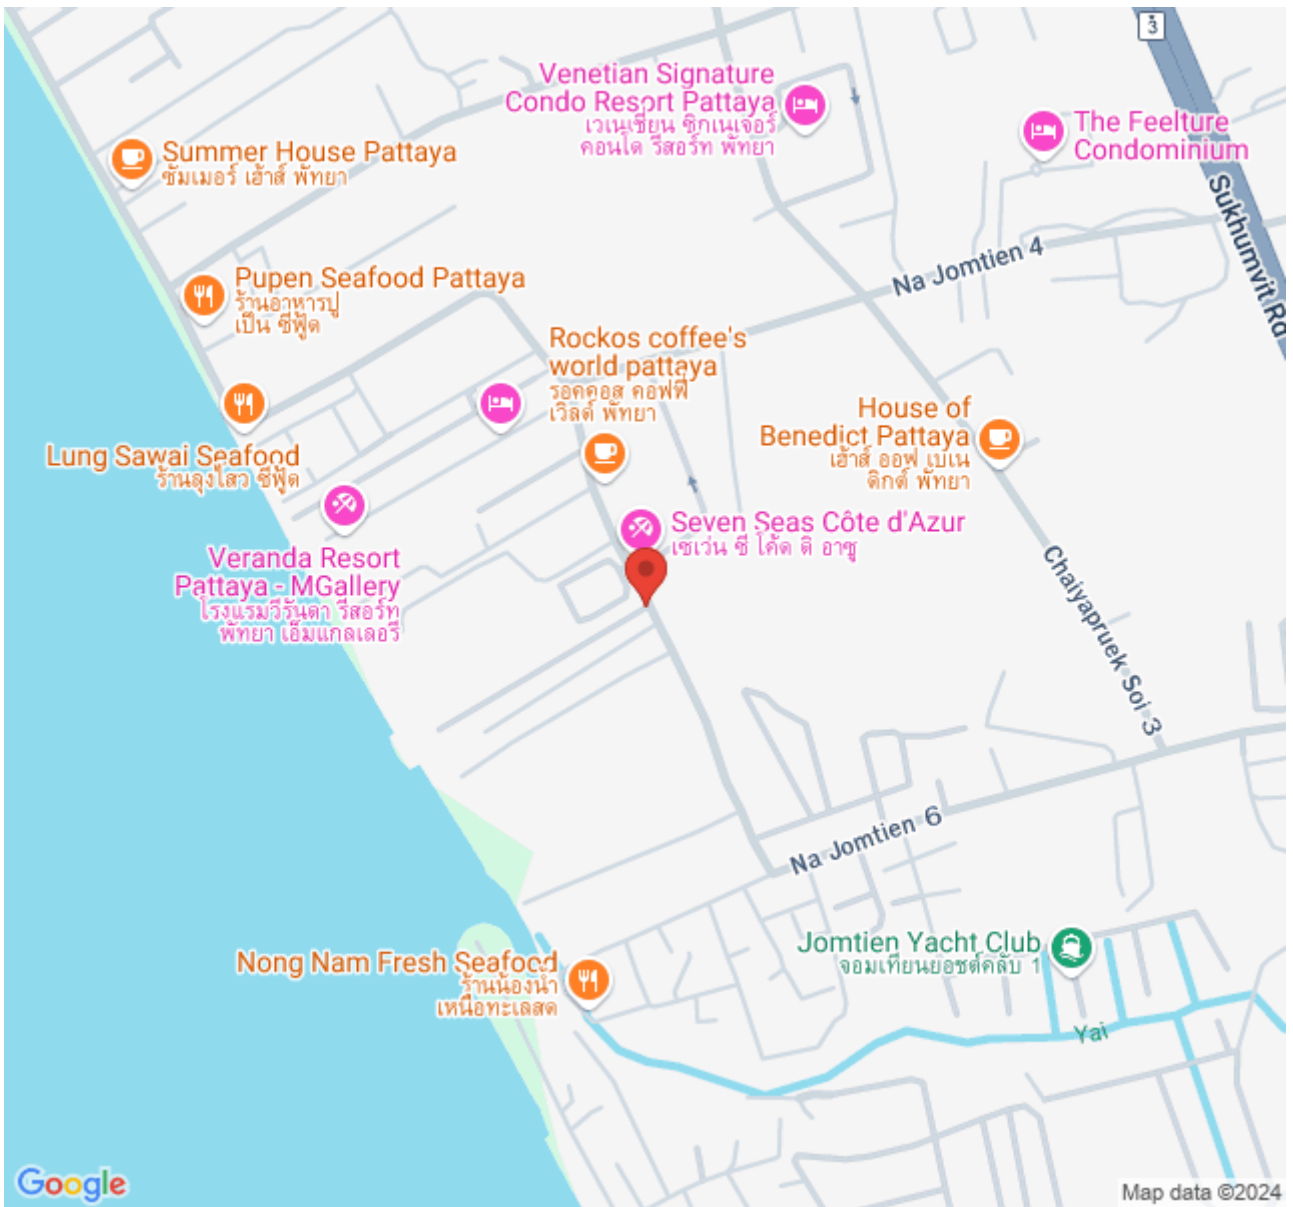 3
Venetian Signature
Condo Resort Pattaya
เวเนเชี่ยน ซิกเนเจอร์
คอนโด รีสอร์ท พัทยา
The Feelture
Condominium
Summer House Pattaya
ซัมเมอร์ เฮ้าส์ พัทยา
Sukhumvit Rd
Na Jomtien 4
Pupen Seafood Pattaya
ร้านอาหารปู
เป็น ซีฟู้ด
Rockos coffee's
world pattaya
รอคคอส คอฟฟี่
เวิลด์ พัทยา
House of
Benedict Pattaya
เฮ้าส์ ออฟ เบเน
ดิกต์ พัทยา
Lung Sawai Seafood
ร้านลุงไสว ซีฟู้ด
Seven Seas Côte d'Azur
เซเว่น ซี โค้ด ดิ อาซู
Veranda Resort
Pattaya - MGallery
โรงแรมวีรันดา รีสอร์ท
พัทยา เอ็มแกลเลอรี
Chaiyapruek Soi 3
Na Jomtien 6
Jomtien Yacht Club
จอมเทียนยอชต์คลับ 1
Nong Nam Fresh Seafood
ร้านน้องน้ำ
เหนือทะเลสด
Yai
Google
Map data ©2024